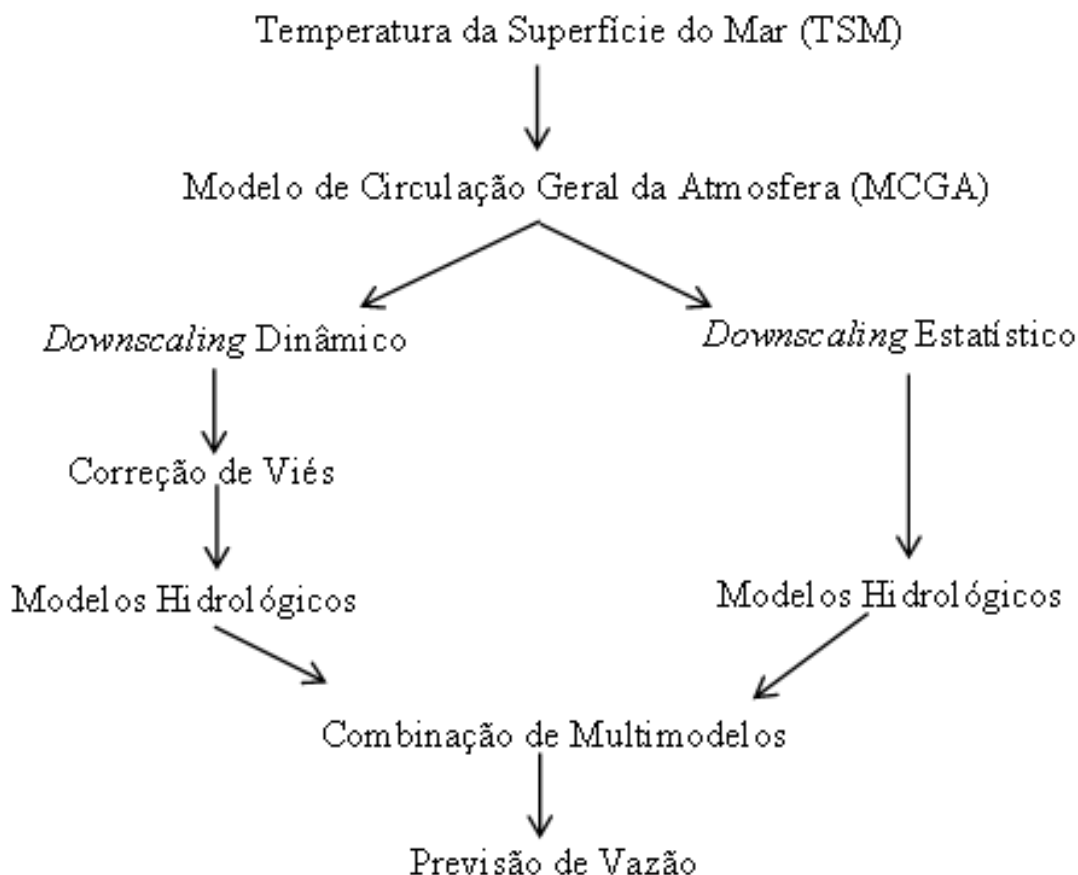 Temperatura da Superfície do Mar (TSM)
Modelo de Circulação Geral da Atmosfera (MCGA)
Downscaling Dinâmico
Downscaling Estatístico
Correção de Viés
Modelos Hidrológicos
Modelos Hidrológicos
Combinação de Multimodelos
Previsão de Vazão